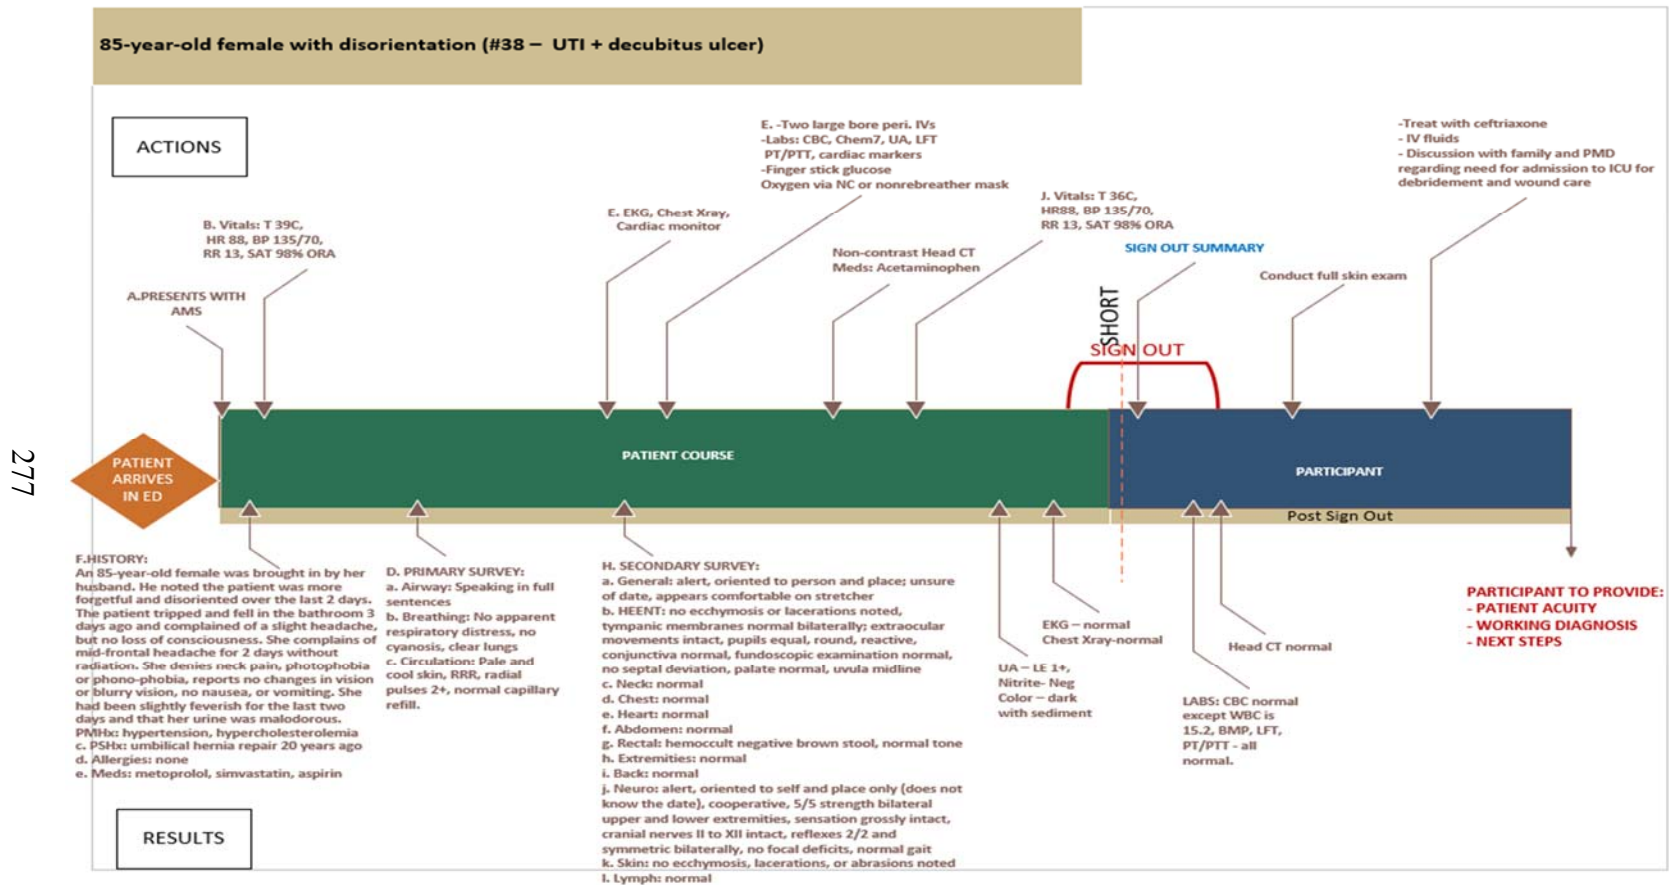 85-year-old female with disorientation (#38 – UTI + decubitus ulcer)
ACTIONS
A.PRESENTS WITH
AMS
B. Vitals: T 39C,
HR 88, BP 135/70,
RR 13, SAT 98% ORA
E. EKG, Chest Xray,
Cardiac monitor
E. -Two large bore peri. IVs
-Labs: CBC, Chem7, UA, LFT
PT/PTT, cardiac markers
-Finger stick glucose
Oxygen via NC or nonrebreather mask
Non-contrast Head CT
Meds: Acetaminophen
J. Vitals: T 36C,
HR88, BP 135/70,
RR 13, SAT 98% ORA
SIGN OUT SUMMARY
SHORT
SIGN OUT
Conduct full skin exam
-Treat with ceftriaxone
- IV fluids
- Discussion with family and PMD
regarding need for admission to ICU for
debridement and wound care
277
PATIENT
ARRIVES
IN ED
PATIENT COURSE
PARTICIPANT
Post Sign Out
F.HISTORY:
An 85-year-old female was brought in by her
husband. He noted the patient was more
forgetful and disoriented over the last 2 days.
The patient tripped and fell in the bathroom 3
days ago and complained of a slight headache,
but no loss of consciousness. She complains of
mid-frontal headache for 2 days without
radiation. She denies neck pain, photophobia
or phono-phobia, reports no changes in vision
or blurry vision, no nausea, or vomiting. She
had been slightly feverish for the last two
days and that her urine was malodorous.
PMHx: hypertension, hypercholesterolemia
c. PSHx: umbilical hernia repair 20 years ago
d. Allergies: none
e. Meds: metoprolol, simvastatin, aspirin
D. PRIMARY SURVEY:
a. Airway: Speaking in full
sentences
b. Breathing: No apparent
respiratory distress, no
cyanosis, clear lungs
c. Circulation: Pale and
cool skin, RRR, radial
pulses 2+, normal capillary
refill.
H. SECONDARY SURVEY:
a. General: alert, oriented to person and place; unsure
of date, appears comfortable on stretcher
b. HEENT: no ecchymosis or lacerations noted,
tympanic membranes normal bilaterally; extraocular
movements intact, pupils equal, round, reactive,
conjunctiva normal, fundoscopic examination normal,
no septal deviation, palate normal, uvula midline
c. Neck: normal
d. Chest: normal
e. Heart: normal
f. Abdomen: normal
g. Rectal: hemoccult negative brown stool, normal tone
h. Extremities: normal
i. Back: normal
j. Neuro: alert, oriented to self and place only (does not
know the date), cooperative, 5/5 strength bilateral
upper and lower extremities, sensation grossly intact,
cranial nerves II to XII intact, reflexes 2/2 and
symmetric bilaterally, no focal deficits, normal gait
k. Skin: no ecchymosis, lacerations, or abrasions noted
l. Lymph: normal
UA – LE 1+,
Nitrite- Neg
Color – dark
with sediment
EKG – normal
Chest Xray-normal
LABS: CBC normal
except WBC is
15.2, BMP, LFT,
PT/PTT - all
normal.
Head CT normal
PARTICIPANT TO PROVIDE:
- PATIENT ACUITY
- WORKING DIAGNOSIS
- NEXT STEPS
RESULTS